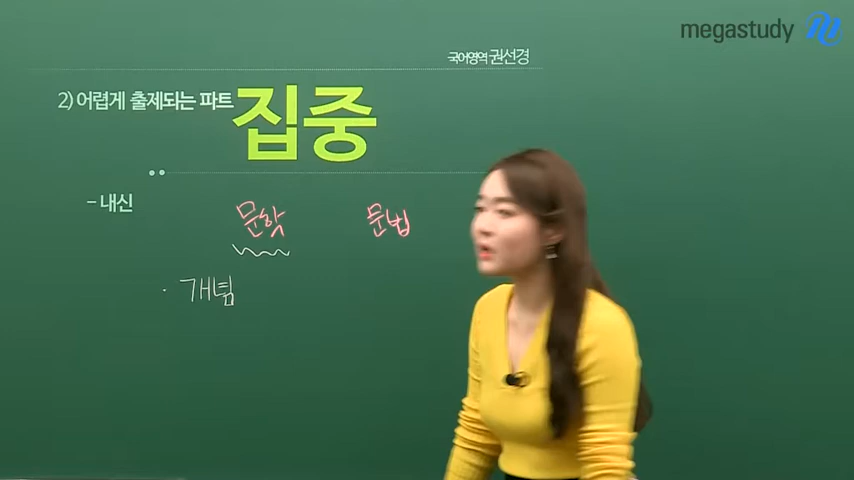 megastudy
국어영역 권선경
2) 어렵게 출제되는 파트 집중
- 내신
문학 문법
· 개념